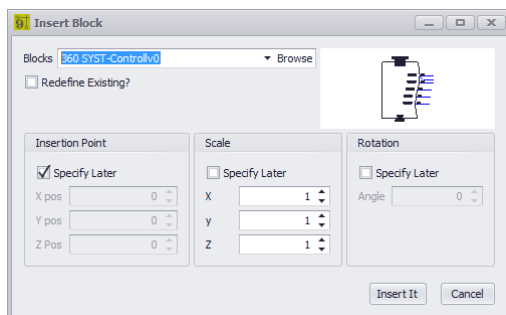 9 Insert Block
Blocks 360 SYST-Controllv0 Browse
Redefine Existing?
Insertion Point
Specify Later
X pos 0
Y pos 0
Z Pos 0
Scale
Specify Later
X 1
y 1
Z 1
Rotation
Specify Later
Angle 0
Insert It Cancel